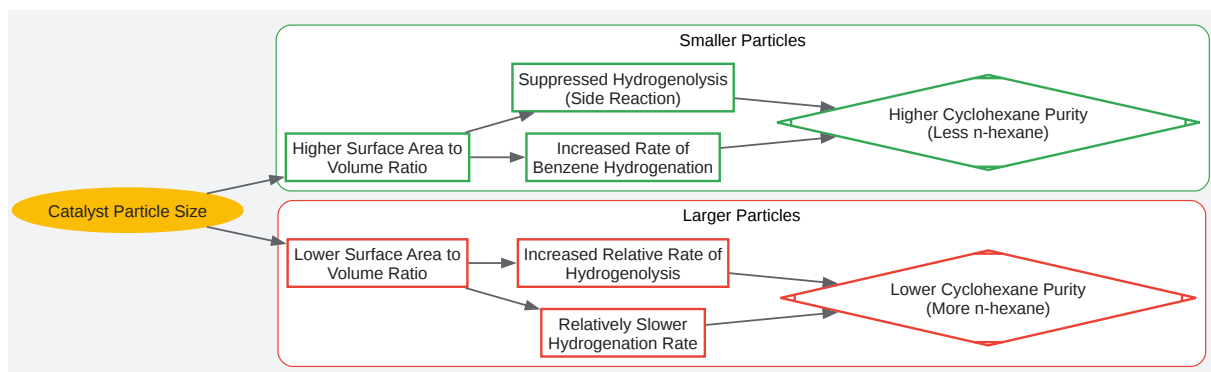 Smaller Particles
Suppressed Hydrogenolysis
(Side Reaction)
Higher Cyclohexane Purity
(Less n-hexane)
Higher Surface Area to
Volume Ratio
Increased Rate of
Benzene Hydrogenation
Catalyst Particle Size
Larger Particles
Lower Surface Area to
Volume Ratio
Increased Relative Rate of
Hydrogenolysis
Lower Cyclohexane Purity
(More n-hexane)
Relatively Slower
Hydrogenation Rate